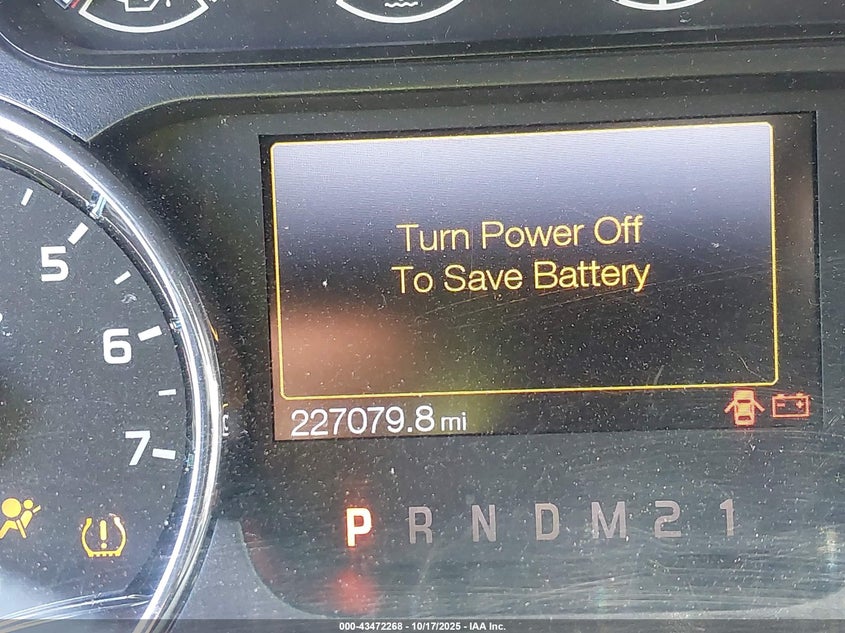 5
6
7
Turn Power Off
To Save Battery
227079.8 mi
P R N D M 2 1
000-43472268 - 10/17/2025 - IAA Inc.